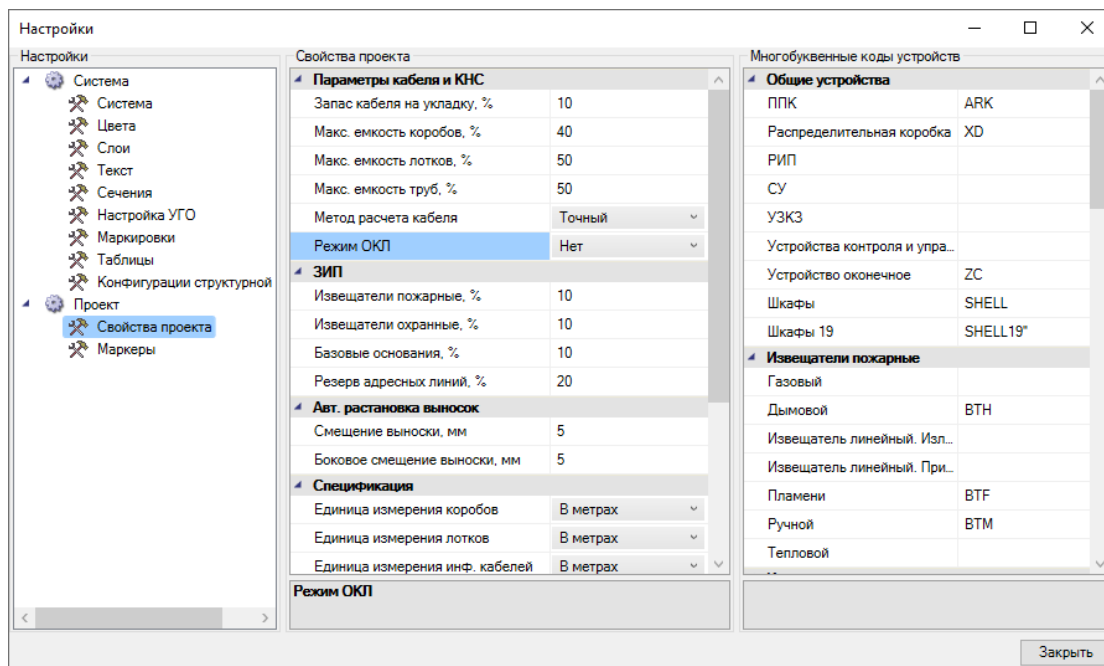 Настройки
Настройки
Система
Система
Цвета
Слои
Текст
Сечения
Настройка УГО
Маркировки
Таблицы
Конфигурации структурной
Проект
Свойства проекта
Маркеры
Свойства проекта
Параметры кабеля и КНС
Запас кабеля на укладку, % 10
Макс. емкость коробов, % 40
Макс. емкость лотков, % 50
Макс. емкость труб, % 50
Метод расчета кабеля Точный
Режим ОКЛ Нет
ЗИП
Извещатели пожарные, % 10
Извещатели охранные, % 10
Базовые основания, % 10
Резерв адресных линий, % 20
Авт. растановка выносок
Смещение выноски, мм 5
Боковое смещение выноски, мм 5
Спецификация
Единица измерения коробов В метрах
Единица измерения лотков В метрах
Единица измерения инф. кабелей В метрах
Режим ОКЛ
Многобуквенные коды устройств
Общие устройства
ППК ARK
Распределительная коробка XD
РИП
СУ
УЗКЗ
Устройства контроля и упра...
Устройство оконечное ZC
Шкафы SHELL
Шкафы 19 SHELL19"
Извещатели пожарные
Газовый
Дымовой BTH
Извещатель линейный. Изл...
Извещатель линейный. При...
Пламени BTF
Ручной BTM
Тепловой
Закрыть